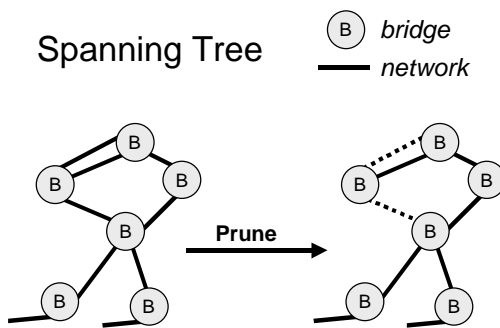 Spanning Tree
B bridge
network
B B
B B B B
B B
Prune
B B B B